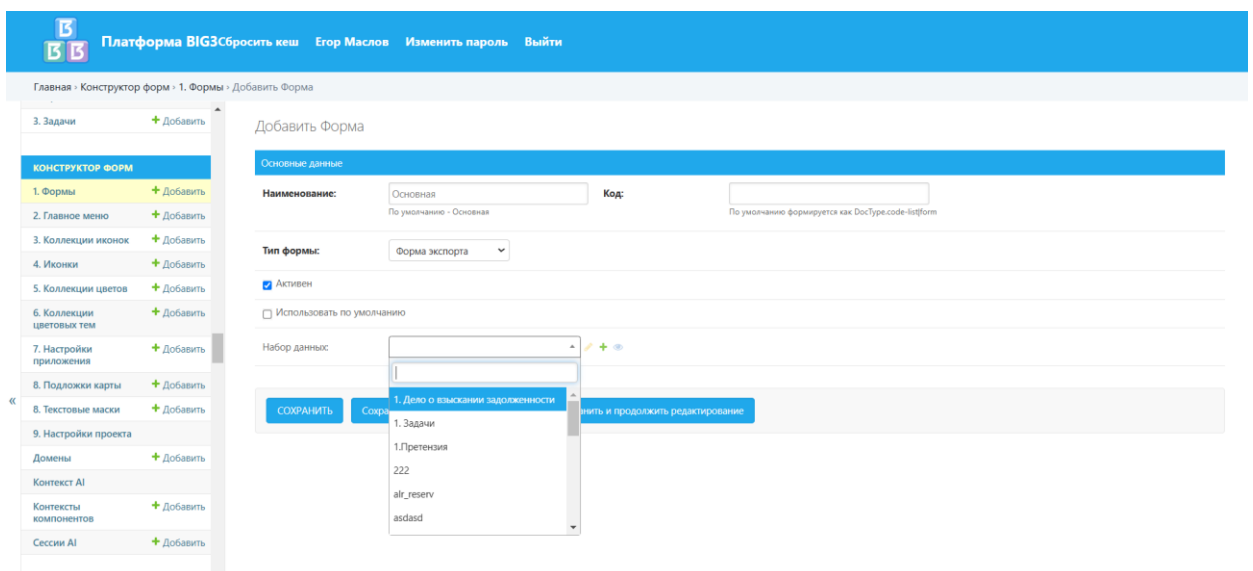 Платформа BIG3 Сбросить кеш Егор Маслов Изменить пароль Выйти
Главная › Конструктор форм › 1. Формы › Добавить Форма
3. Задачи + Добавить
КОНСТРУКТОР ФОРМ
1. Формы + Добавить
2. Главное меню + Добавить
3. Коллекции иконок + Добавить
4. Иконки + Добавить
5. Коллекции цветов + Добавить
6. Коллекции + Добавить
цветовых тем
7. Настройки + Добавить
приложения
8. Подложки карты + Добавить
8. Текстовые маски + Добавить
9. Настройки проекта
Домены + Добавить
Контекст AI
Контексты + Добавить
компонентов
Сессии AI + Добавить
«
Добавить Форма
Основные данные
Наименование: Основная Код:
По умолчанию - Основная По умолчанию формируется как DocType.code-list|form
Тип формы: Форма экспорта
Активен
Использовать по умолчанию
Набор данных:
1. Дело о взыскании задолженности
1. Задачи
1.Претензия
222
alr_reserv
asdasd
СОХРАНИТЬ Сохра нить и продолжить редактирование